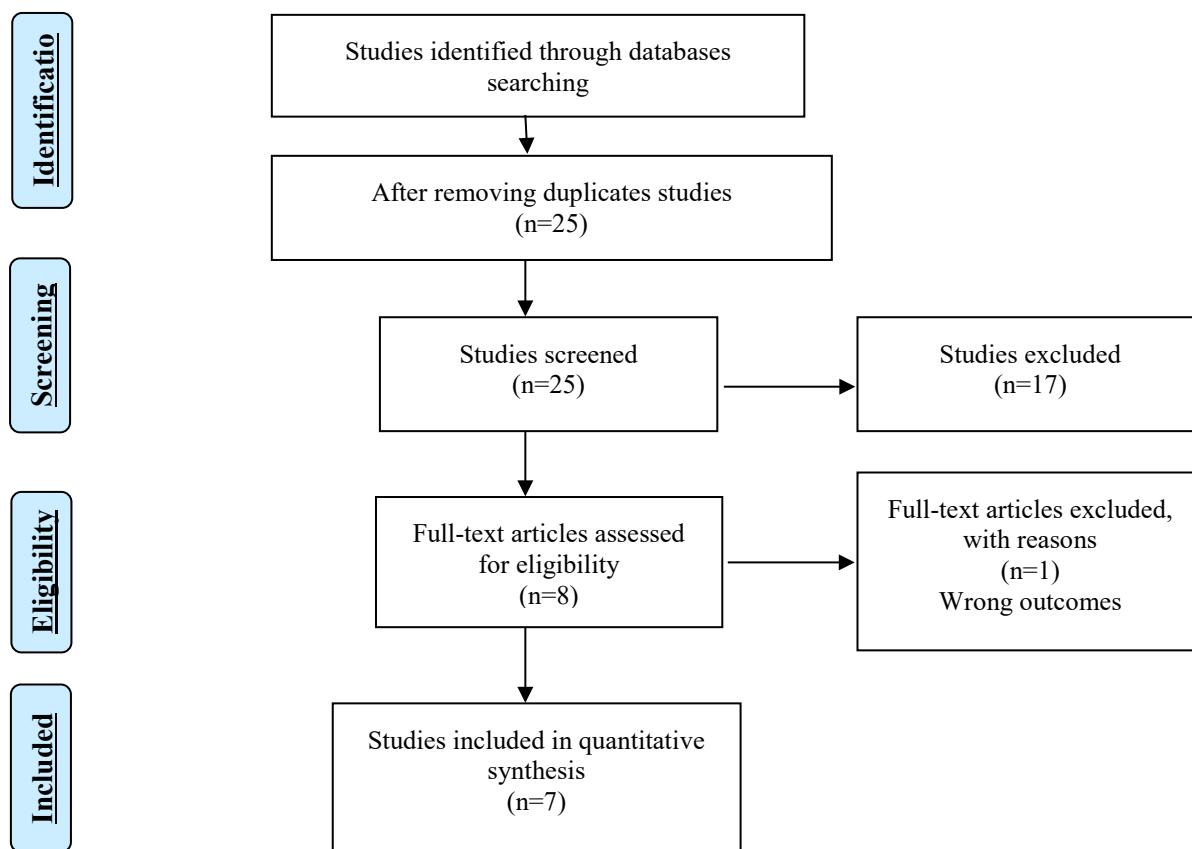 Identificatio
Studies identified through databases
searching
After removing duplicates studies
(n=25)
Screening
Studies screened
(n=25)
Studies excluded
(n=17)
Eligibility
Full-text articles assessed
for eligibility
(n=8)
Full-text articles excluded,
with reasons
(n=1)
Wrong outcomes
Included
Studies included in quantitative
synthesis
(n=7)